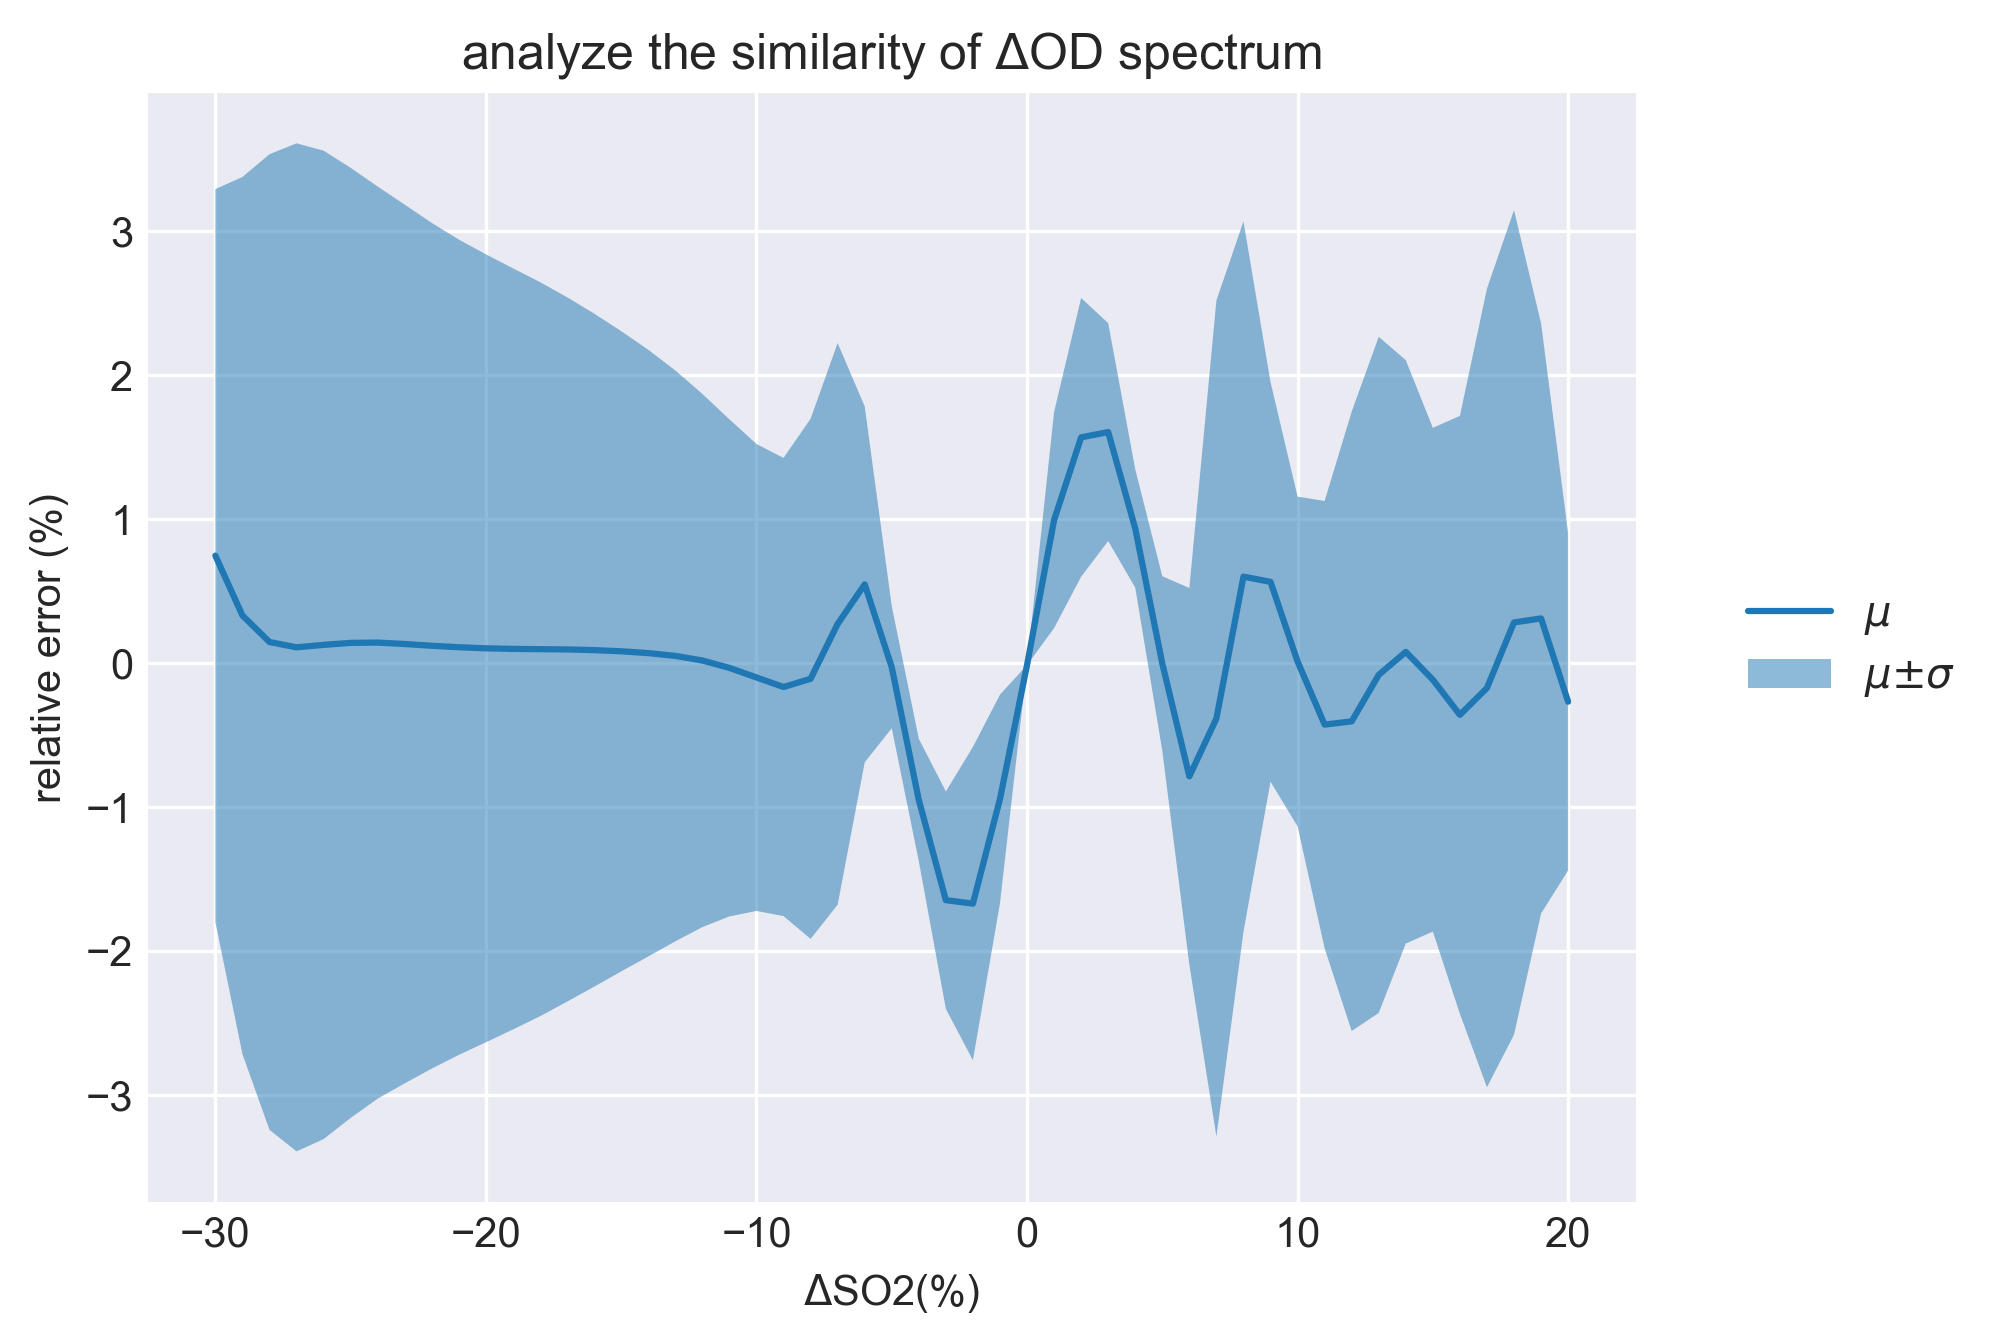 analyze the similarity of ΔOD spectrum
relative error (%)
3
2
1
0
−1
−2
−3
−30 −20 −10 0 10 20
ΔSO2(%)
μ
μ±σ